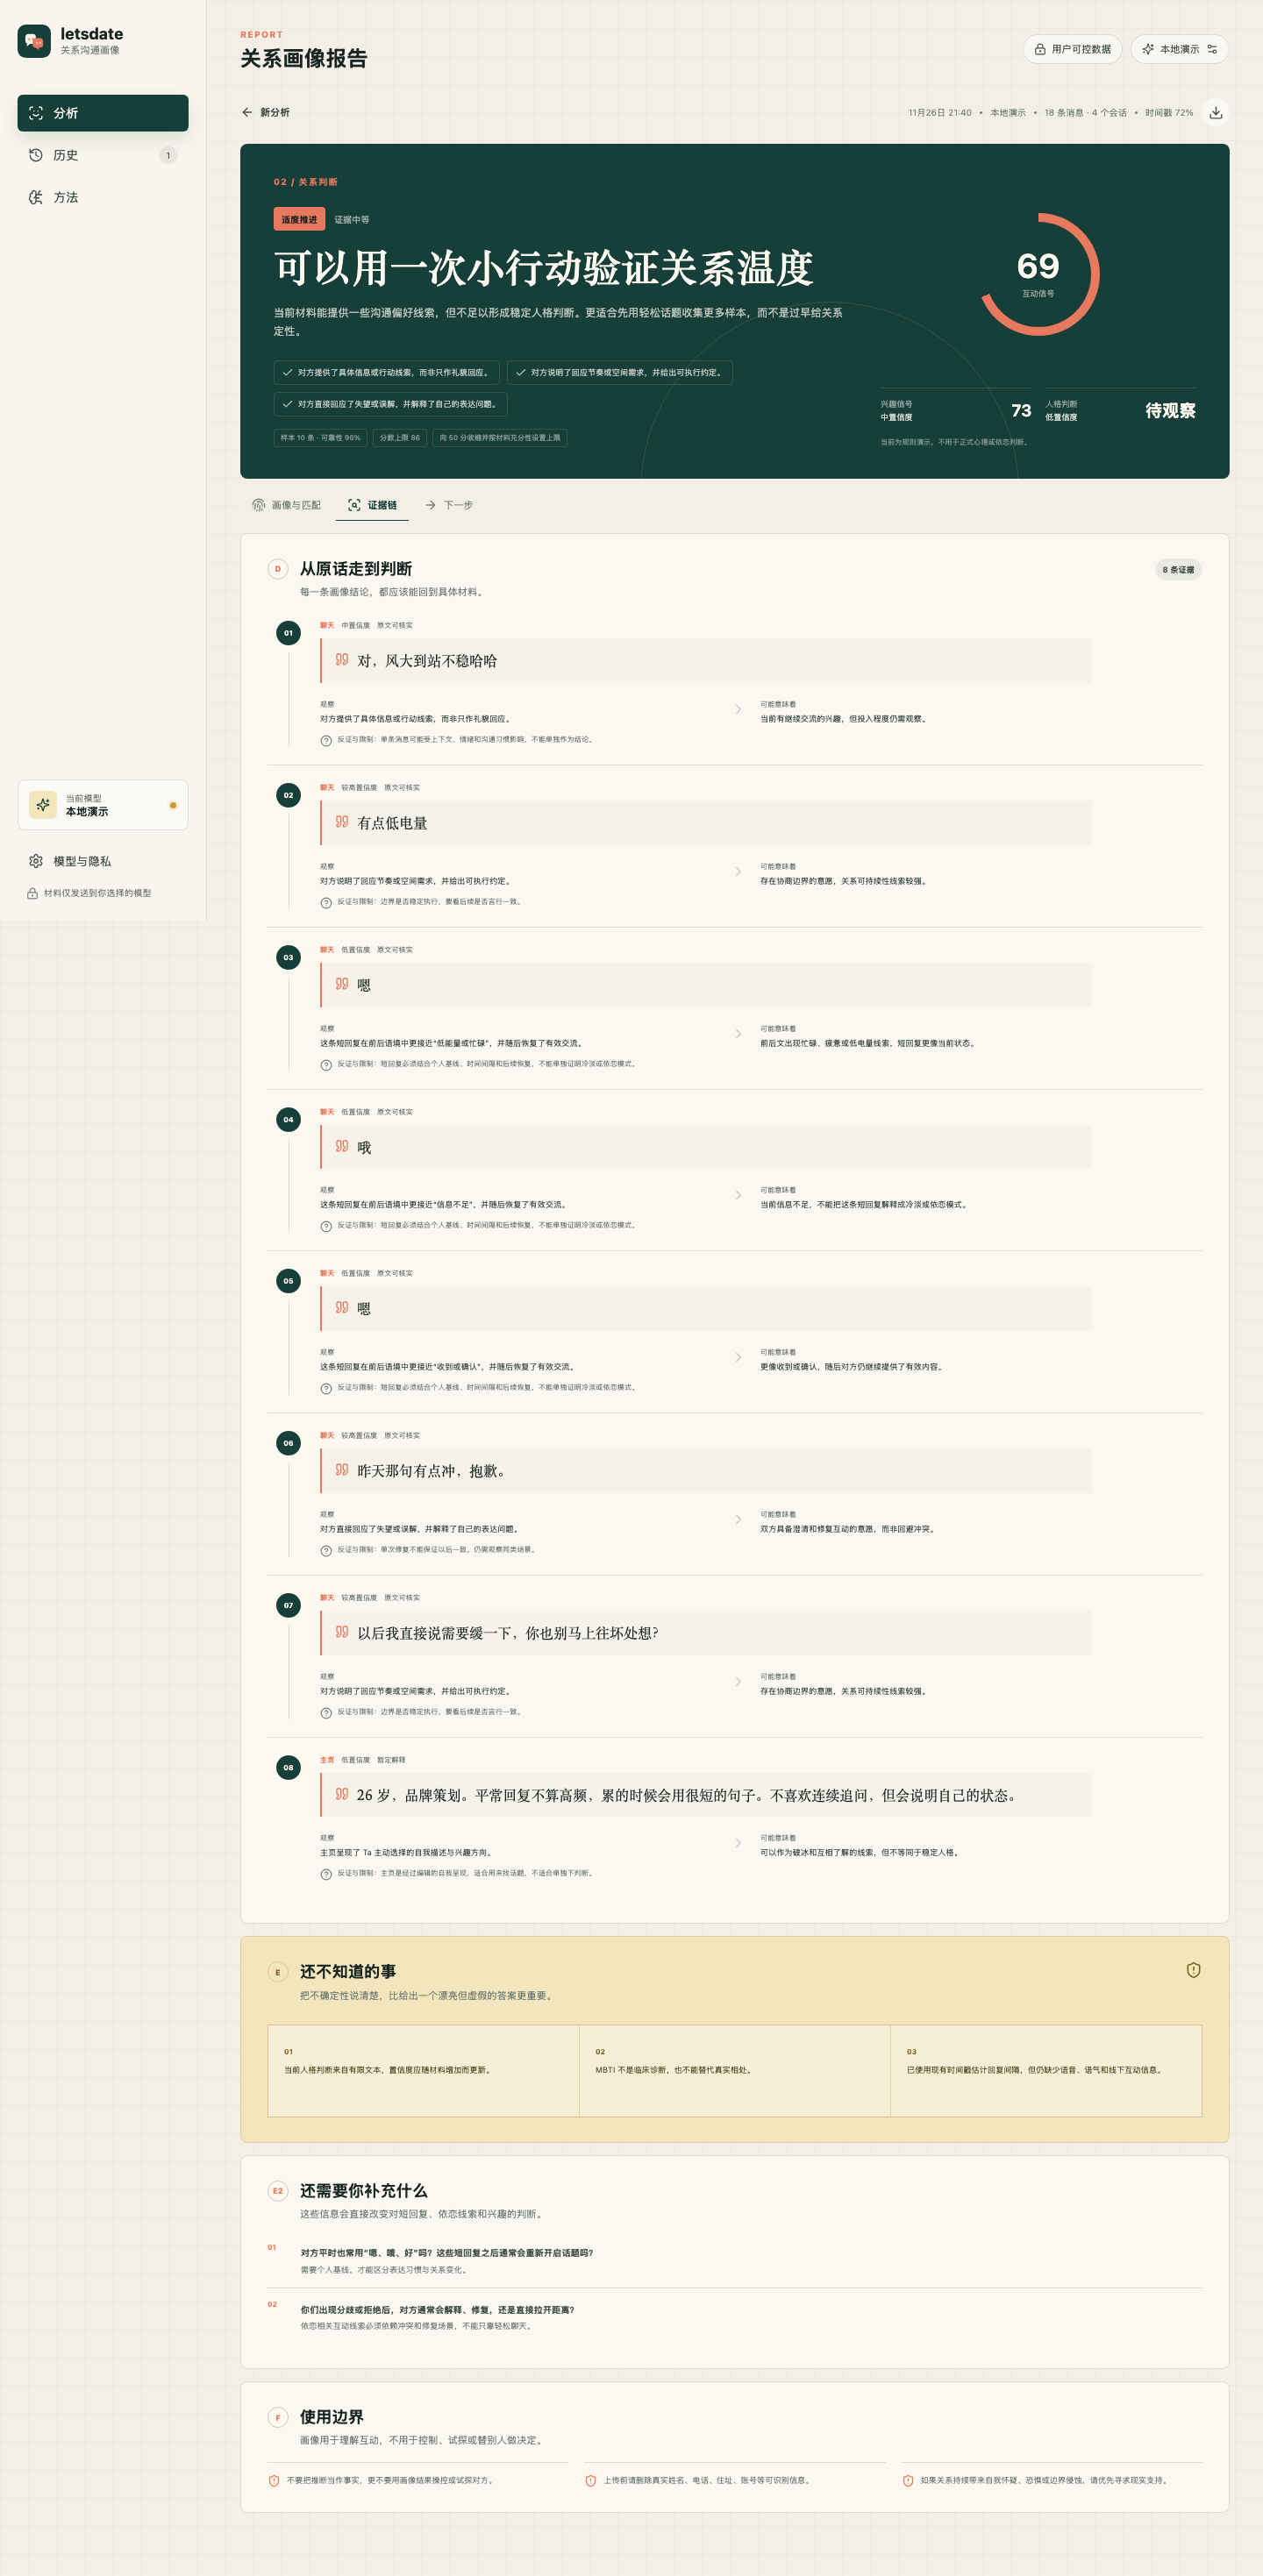 letsdate
关系沟通画像
分析
历史
1
方法
当前模型
本地演示
模型与隐私
材料仅发送到你选择的模型
REPORT
关系画像报告
用户可控数据
本地演示
新分析
11月26日 21:40 • 本地演示 • 18 条消息 · 4 个会话 • 时间戳 72%
02 / 关系判断
适度推进 证据中等
可以用一次小行动验证关系温度
当前材料能提供一些沟通偏好线索，但不足以形成稳定人格判断。更适合先用轻松话题收集更多样本，而不是过早给关系
定性。
对方提供了具体信息或行动线索，而非只作礼貌回应。
对方说明了回应节奏或空间需求，并给出可执行约定。
对方直接回应了失望或误解，并解释了自己的表达问题。
样本 10 条 · 可靠性 96%
分数上限 86
向 50 分收缩并按材料充分性设置上限
69
互动信号
兴趣信号
中置信度
73
人格判断
低置信度
待观察
当前为规则演示，不用于正式心理或依恋判断。
画像与匹配
证据链
下一步
D
从原话走到判断
每一条画像结论，都应该能回到具体材料。
8 条证据
01
聊天 中置信度 原文可核实
对，风大到站不稳哈哈
观察
对方提供了具体信息或行动线索，而非只作礼貌回应。
可能意味着
当前有继续交流的兴趣，但投入程度仍需观察。
反证与限制：单条消息可能受上下文、情绪和沟通习惯影响，不能单独作为结论。
02
聊天 较高置信度 原文可核实
有点低电量
观察
对方说明了回应节奏或空间需求，并给出可执行约定。
可能意味着
存在协商边界的意愿，关系可持续性线索较强。
反证与限制：边界是否稳定执行，要看后续是否言行一致。
03
聊天 低置信度 原文可核实
嗯
观察
这条短回复在前后语境中更接近“低能量或忙碌”，并随后恢复了有效交流。
可能意味着
前后文出现忙碌、疲惫或低电量线索，短回复更像当前状态。
反证与限制：短回复必须结合个人基线、时间间隔和后续恢复，不能单独证明冷淡或依恋模式。
04
聊天 低置信度 原文可核实
哦
观察
这条短回复在前后语境中更接近“信息不足”，并随后恢复了有效交流。
可能意味着
当前信息不足，不能把这条短回复解释成冷淡或依恋模式。
反证与限制：短回复必须结合个人基线、时间间隔和后续恢复，不能单独证明冷淡或依恋模式。
05
聊天 低置信度 原文可核实
嗯
观察
这条短回复在前后语境中更接近“收到或确认”，并随后恢复了有效交流。
可能意味着
更像收到或确认，随后对方仍继续提供了有效内容。
反证与限制：短回复必须结合个人基线、时间间隔和后续恢复，不能单独证明冷淡或依恋模式。
06
聊天 较高置信度 原文可核实
昨天那句有点冲，抱歉。
观察
对方直接回应了失望或误解，并解释了自己的表达问题。
可能意味着
双方具备澄清和修复互动的意愿，而非回避冲突。
反证与限制：单次修复不能保证以后一致，仍需观察同类场景。
07
聊天 较高置信度 原文可核实
以后我直接说需要缓一下，你也别马上往坏处想？
观察
对方说明了回应节奏或空间需求，并给出可执行约定。
可能意味着
存在协商边界的意愿，关系可持续性线索较强。
反证与限制：边界是否稳定执行，要看后续是否言行一致。
08
主页 低置信度 暂定解释
26 岁，品牌策划。平常回复不算高频，累的时候会用很短的句子。不喜欢连续追问，但会说明自己的状态。
观察
主页呈现了 Ta 主动选择的自我描述与兴趣方向。
可能意味着
可以作为破冰和互相了解的线索，但不等同于稳定人格。
反证与限制：主页是经过编辑的自我呈现，适合用来找话题，不适合单独下判断。
E
还不知道的事
把不确定性说清楚，比给出一个漂亮但虚假的答案更重要。
01
当前人格判断来自有限文本，置信度应随材料增加而更新。
02
MBTI 不是临床诊断，也不能替代真实相处。
03
已使用现有时间戳估计回复间隔，但仍缺少语音、语气和线下互动信息。
E2
还需要你补充什么
这些信息会直接改变对短回复、依恋线索和兴趣的判断。
01
对方平时也常用“嗯、哦、好”吗？这些短回复之后通常会重新开启话题吗？
需要个人基线，才能区分表达习惯与关系变化。
02
你们出现分歧或拒绝后，对方通常会解释、修复，还是直接拉开距离？
依恋相关互动线索必须依赖冲突和修复场景，不能只靠轻松聊天。
F
使用边界
画像用于理解互动，不用于控制、试探或替别人做决定。
不要把推断当作事实，更不要用画像结果操控或试探对方。
上传前请删除真实姓名、电话、住址、账号等可识别信息。
如果关系持续带来自我怀疑、恐惧或边界侵蚀，请优先寻求现实支持。